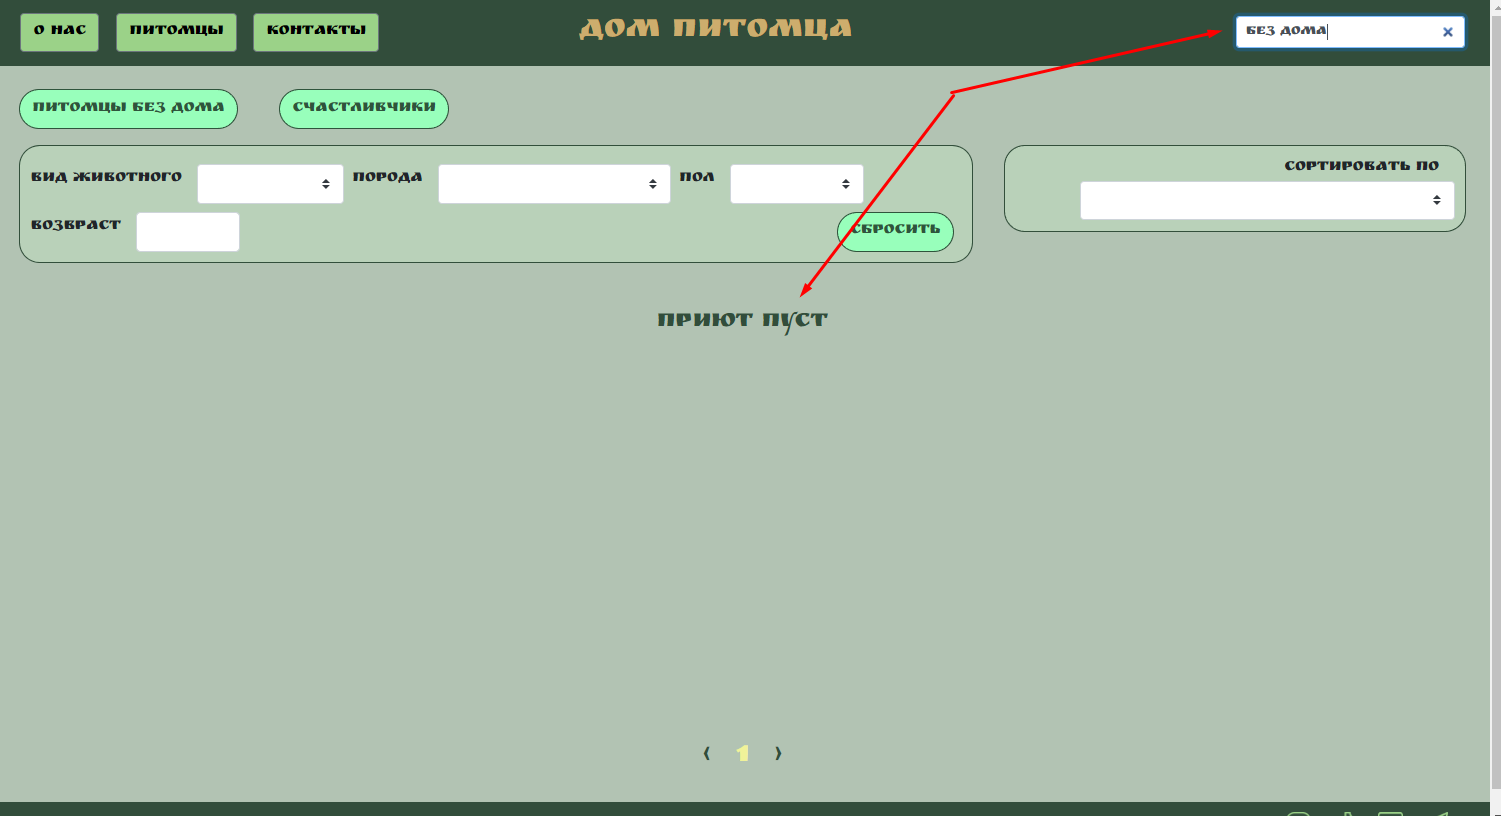 о нас
питомцы
контакты
дом питомца
без дома
питомцы без дома
счастливчики
вид животного
порода
пол
возвраст
сбросить
сортировать по
приют пуст
‹ 1 ›